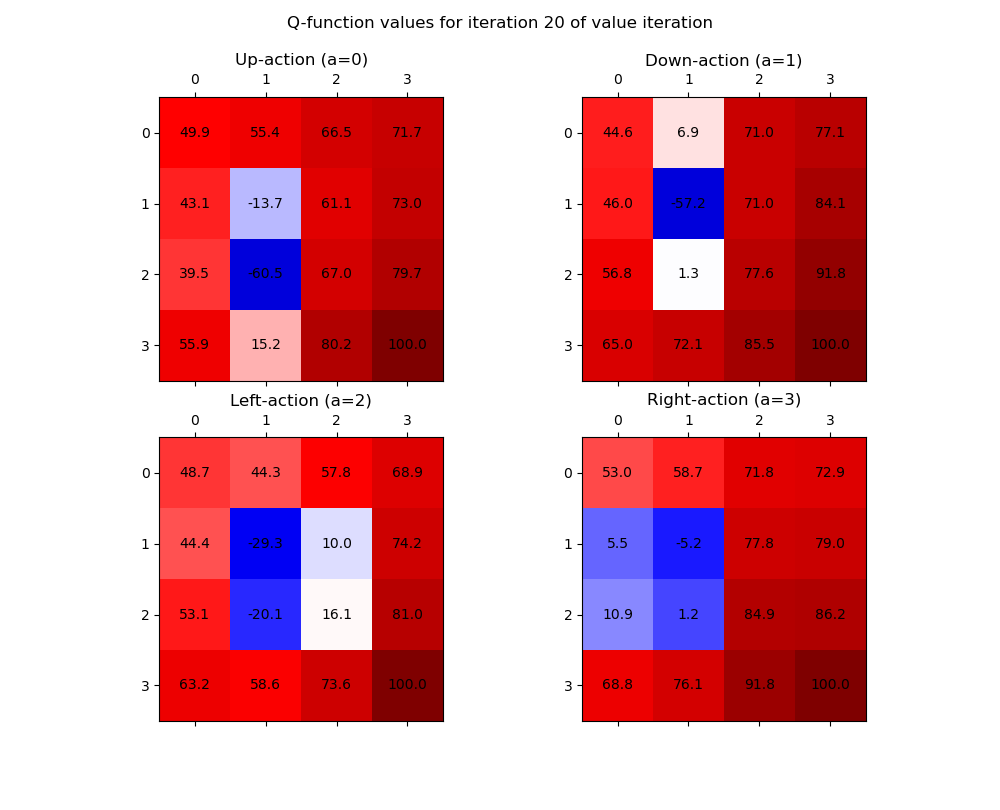 Q-function values for iteration 20 of value iteration
Up-action (a=0)
0 1 2 3
0 49.9 55.4 66.5 71.7
1 43.1 -13.7 61.1 73.0
2 39.5 -60.5 67.0 79.7
3 55.9 15.2 80.2 100.0
Down-action (a=1)
0 1 2 3
0 44.6 6.9 71.0 77.1
1 46.0 -57.2 71.0 84.1
2 56.8 1.3 77.6 91.8
3 65.0 72.1 85.5 100.0
Left-action (a=2)
0 1 2 3
0 48.7 44.3 57.8 68.9
1 44.4 -29.3 10.0 74.2
2 53.1 -20.1 16.1 81.0
3 63.2 58.6 73.6 100.0
Right-action (a=3)
0 1 2 3
0 53.0 58.7 71.8 72.9
1 5.5 -5.2 77.8 79.0
2 10.9 1.2 84.9 86.2
3 68.8 76.1 91.8 100.0